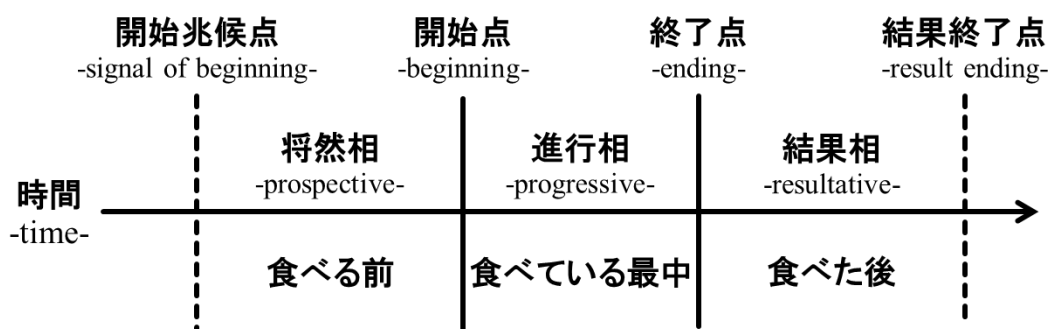 開始兆候点
-signal of beginning-
開始点
-beginning-
終了点
-ending-
結果終了点
-result ending-
将然相
-prospective-
進行相
-progressive-
結果相
-resultative-
時間
-time-
食べる前
食べている最中
食べた後